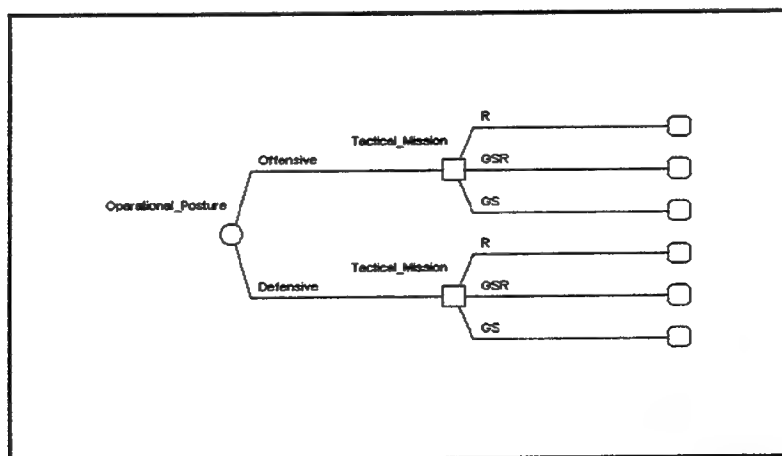 R
Tactical_Mission
Offensive
GSR
GS
Operational_Posture
R
Tactical_Mission
Defensive
GSR
GS